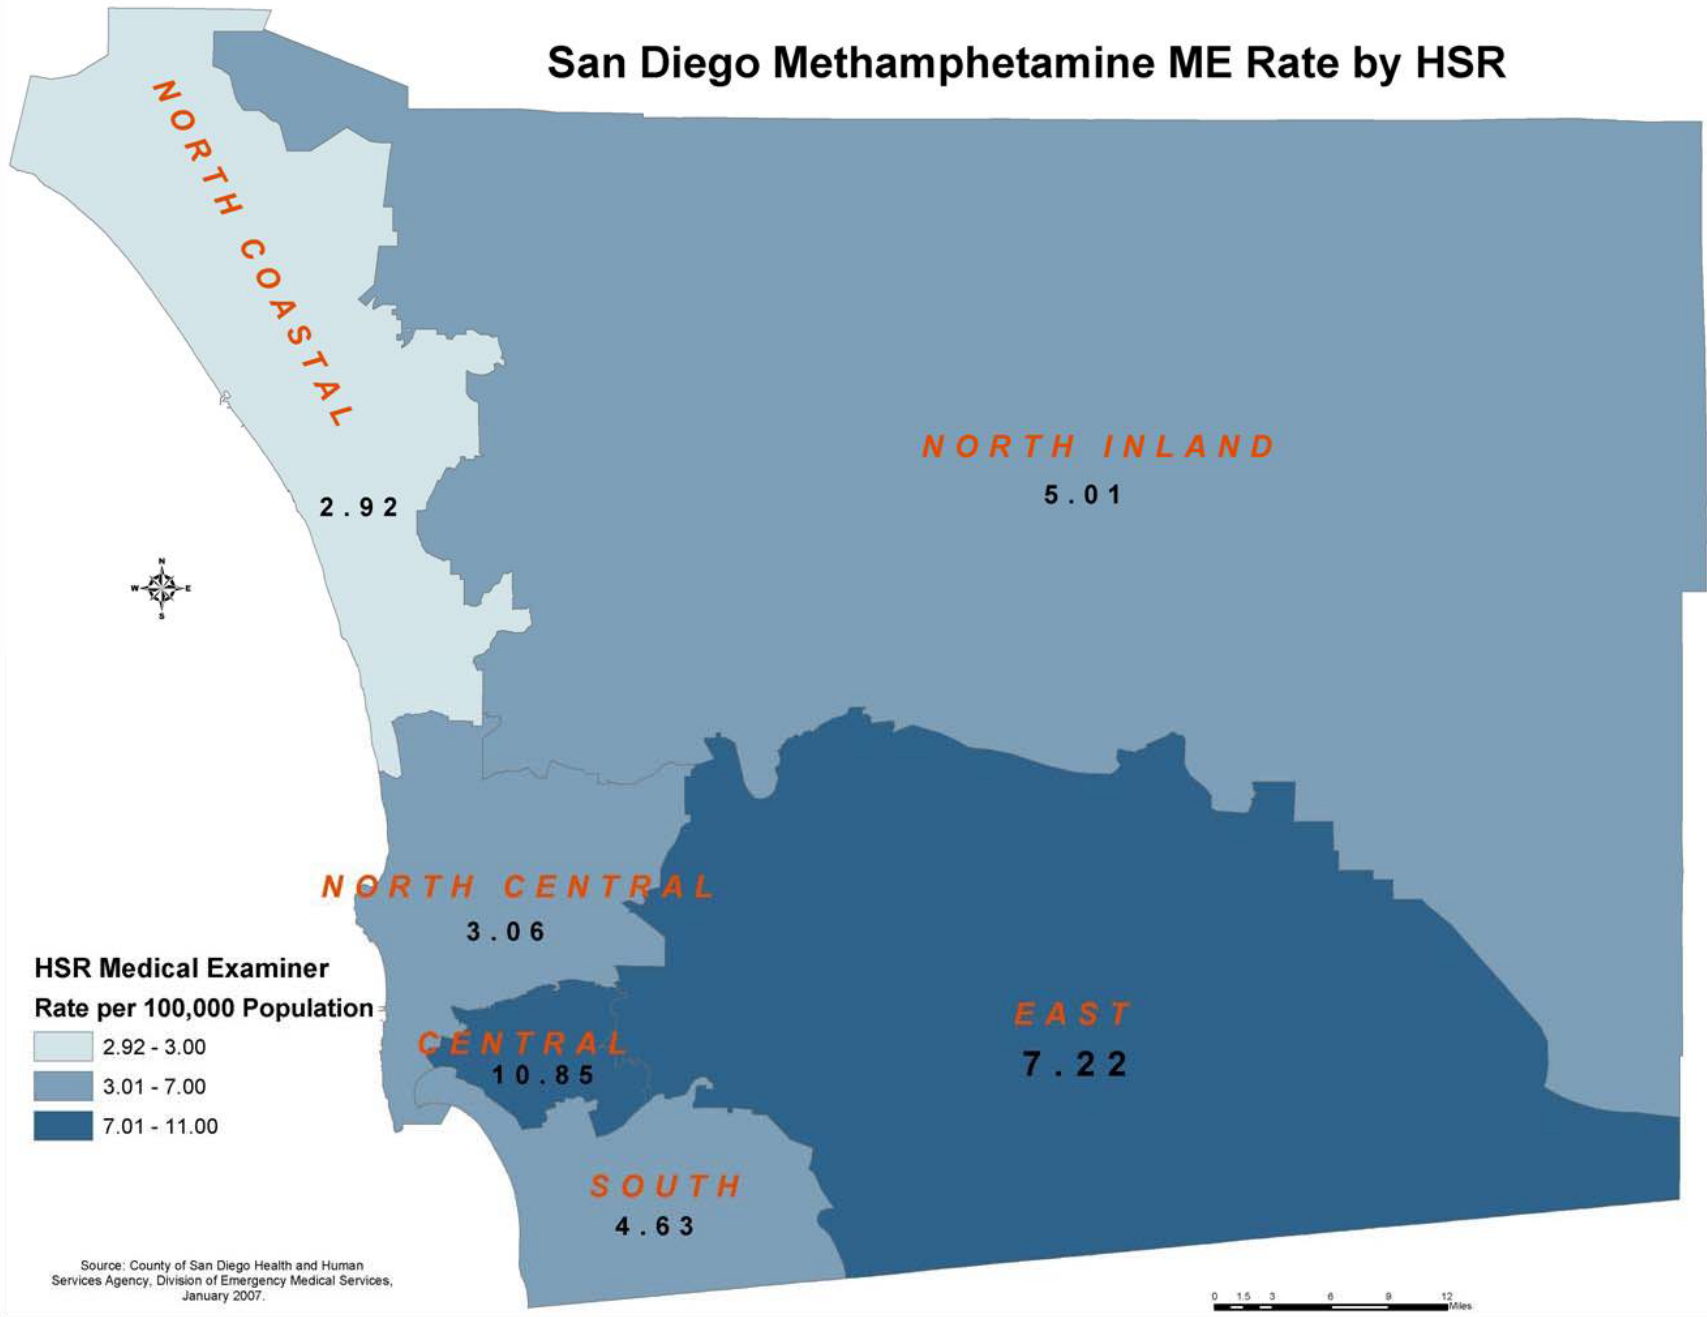 San Diego Methamphetamine ME Rate by HSR
NORTH COASTAL
2.92
NORTH INLAND
5.01
N
W E
S
NORTH CENTRAL
3.06
EAST
7.22
CENTRAL
10.85
SOUTH
4.63
HSR Medical Examiner
Rate per 100,000 Population
2.92 - 3.00
3.01 - 7.00
7.01 - 11.00
Source: County of San Diego Health and Human
Services Agency, Division of Emergency Medical Services,
January 2007.
0 1.5 3 6 9 12
Miles